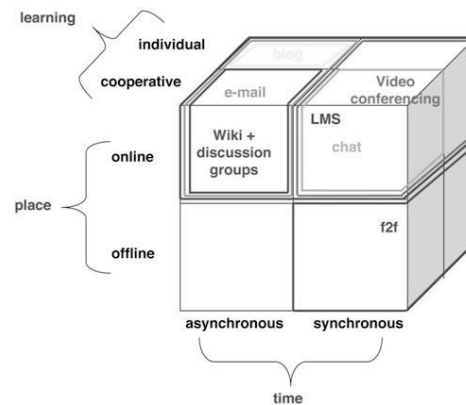 learning
individual
cooperative
blog
e-mail
Video
conferencing
LMS
Wiki +
discussion
groups
chat
online
place
offline
f2f
asynchronous
synchronous
time